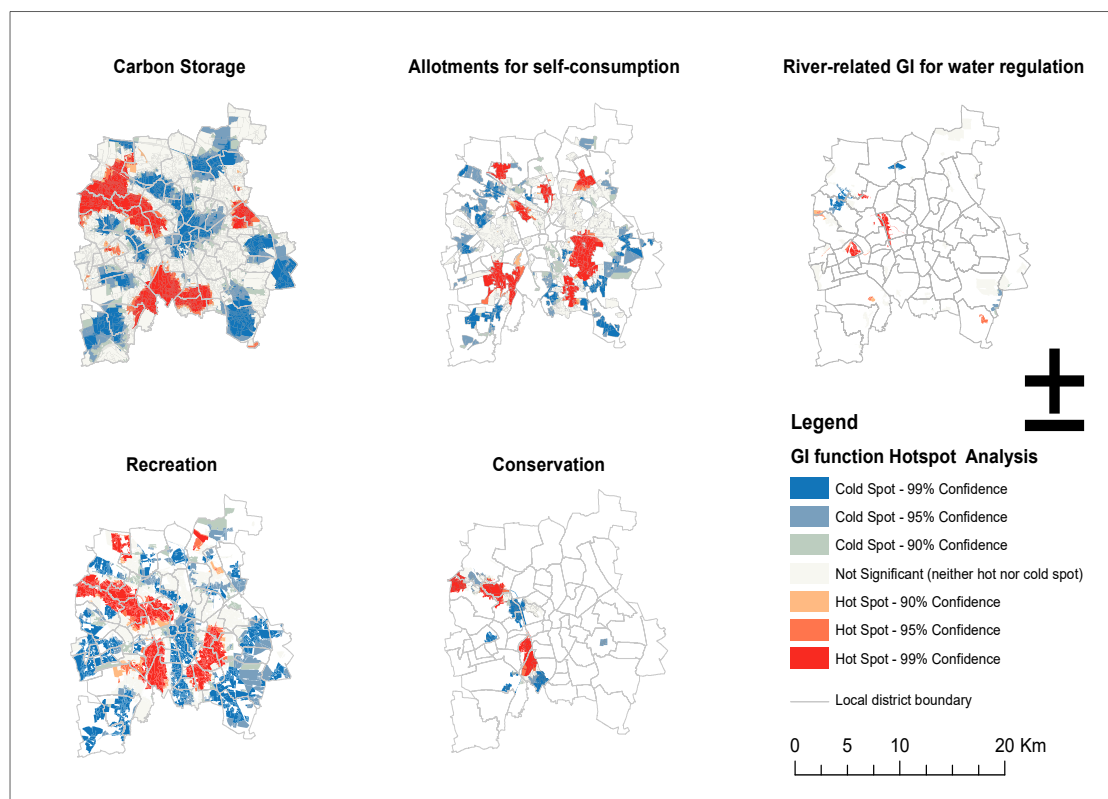 Carbon Storage
Allotments for self-consumption
River-related GI for water regulation
Recreation
Conservation
Legend
GI function Hotspot Analysis
Cold Spot - 99% Confidence
Cold Spot - 95% Confidence
Cold Spot - 90% Confidence
Not Significant (neither hot nor cold spot)
Hot Spot - 90% Confidence
Hot Spot - 95% Confidence
Hot Spot - 99% Confidence
Local district boundary
0 5 10 20 Km